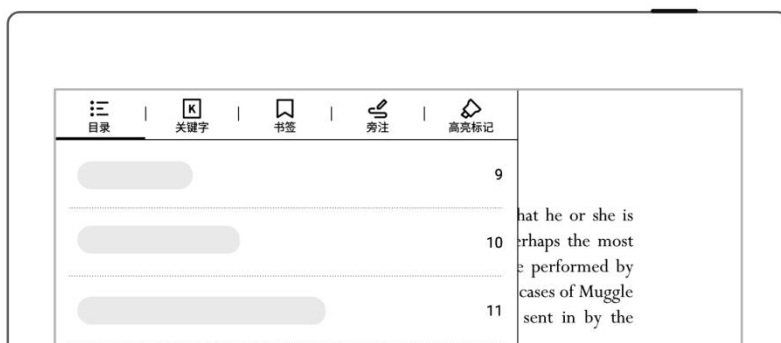 目录
K
关键字
书签
旁注
高亮标记
9
10
11
hat he or she is
erhaps the most
e performed by
cases of Muggle
sent in by the